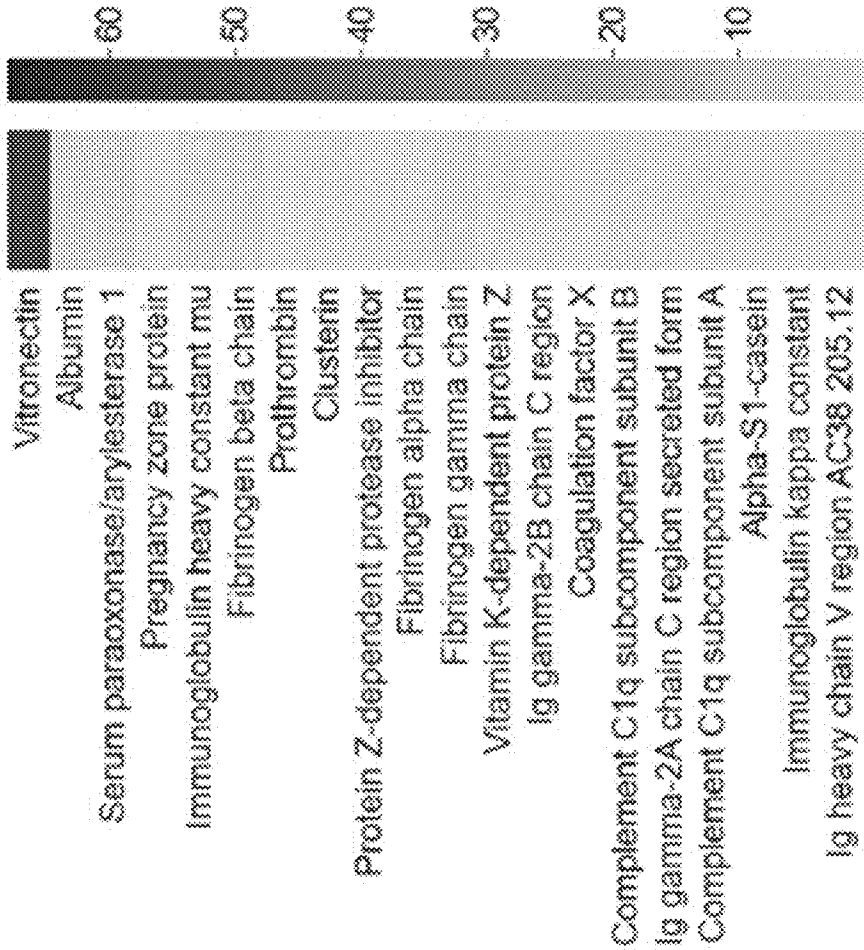 Vitronectin
Albumin
Serum paraoxonase/arylesterase 1
Pregnancy zone protein
Immunoglobulin heavy constant mu
Fibrinogen beta chain
Prothrombin
Clusterin
Protein Z-dependent protease inhibitor
Fibrinogen alpha chain
Fibrinogen gamma chain
Vitamin K-dependent protein Z
Ig gamma-2B chain C region
Coagulation factor X
Complement C1q subcomponent subunit B
Ig gamma-2A chain C region secreted form
Complement C1q subcomponent subunit A
Alpha-S1-casein
Immunoglobulin kappa constant
Ig heavy chain V region AC38 205.12
60
50
40
30
20
10